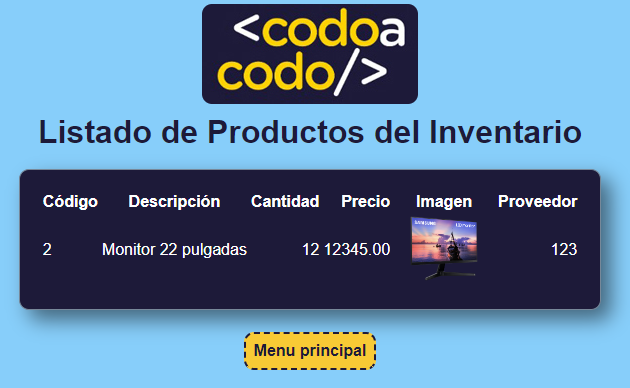 <codoa
codo/>
Listado de Productos del Inventario
Código Descripción Cantidad Precio Imagen Proveedor
SAMSUNG
2 Monitor 22 pulgadas 12 12345.00 123
Menu principal